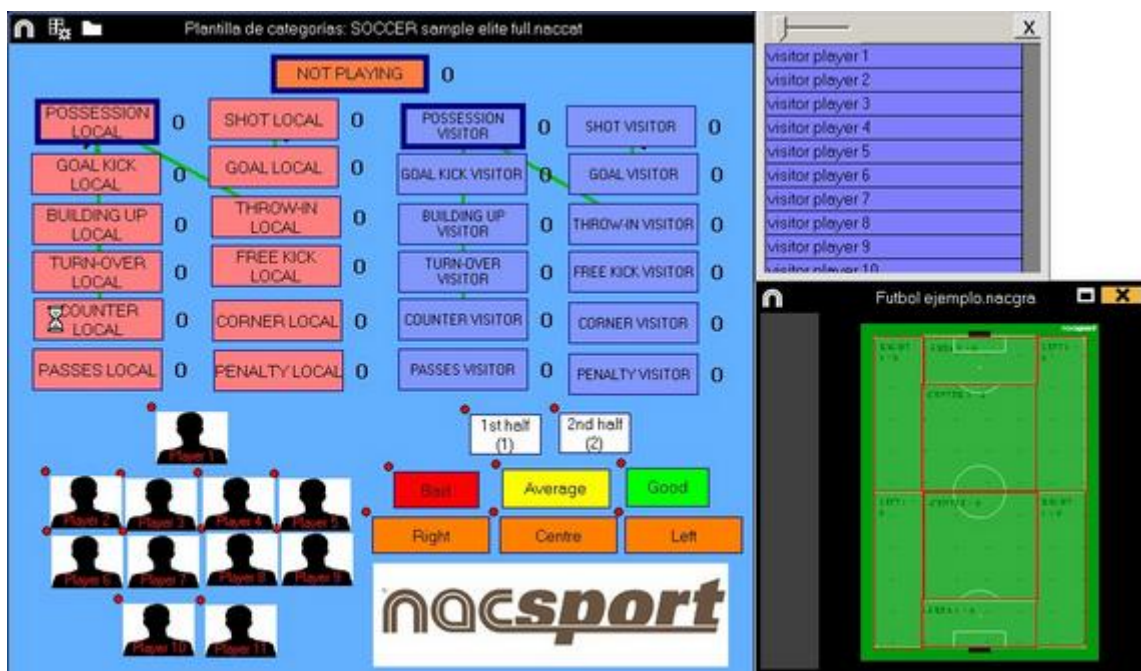 Plantilla de categorías: SOCCER sample elite full.naccat
NOT PLAYING 0
POSSESSION LOCAL 0
SHOT LOCAL 0
POSSESSION VISITOR 0
SHOT VISITOR 0
GOAL KICK LOCAL 0
GOAL LOCAL 0
GOAL KICK VISITOR 0
GOAL VISITOR 0
BUILDING UP LOCAL 0
THROW-IN LOCAL 0
BUILDING UP VISITOR 0
THROW-IN VISITOR 0
TURN-OVER LOCAL 0
FREE KICK LOCAL 0
TURN-OVER VISITOR 0
FREE KICK VISITOR 0
COUNTER LOCAL 0
CORNER LOCAL 0
COUNTER VISITOR 0
CORNER VISITOR 0
PASSES LOCAL 0
PENALTY LOCAL 0
PASSES VISITOR 0
PENALTY VISITOR 0
1st half
(1)
2nd half
(2)
Player 1
Bad
Average
Good
Player 2
Player 3
Player 4
Player 5
Right
Centre
Left
Player 6
Player 7
Player 8
Player 9
Player 10
Player 11
nacsport
X
visitor player 1
visitor player 2
visitor player 3
visitor player 4
visitor player 5
visitor player 6
visitor player 7
visitor player 8
visitor player 9
visitor player 10
Futbol ejemplo.nacgra
X
nacsport